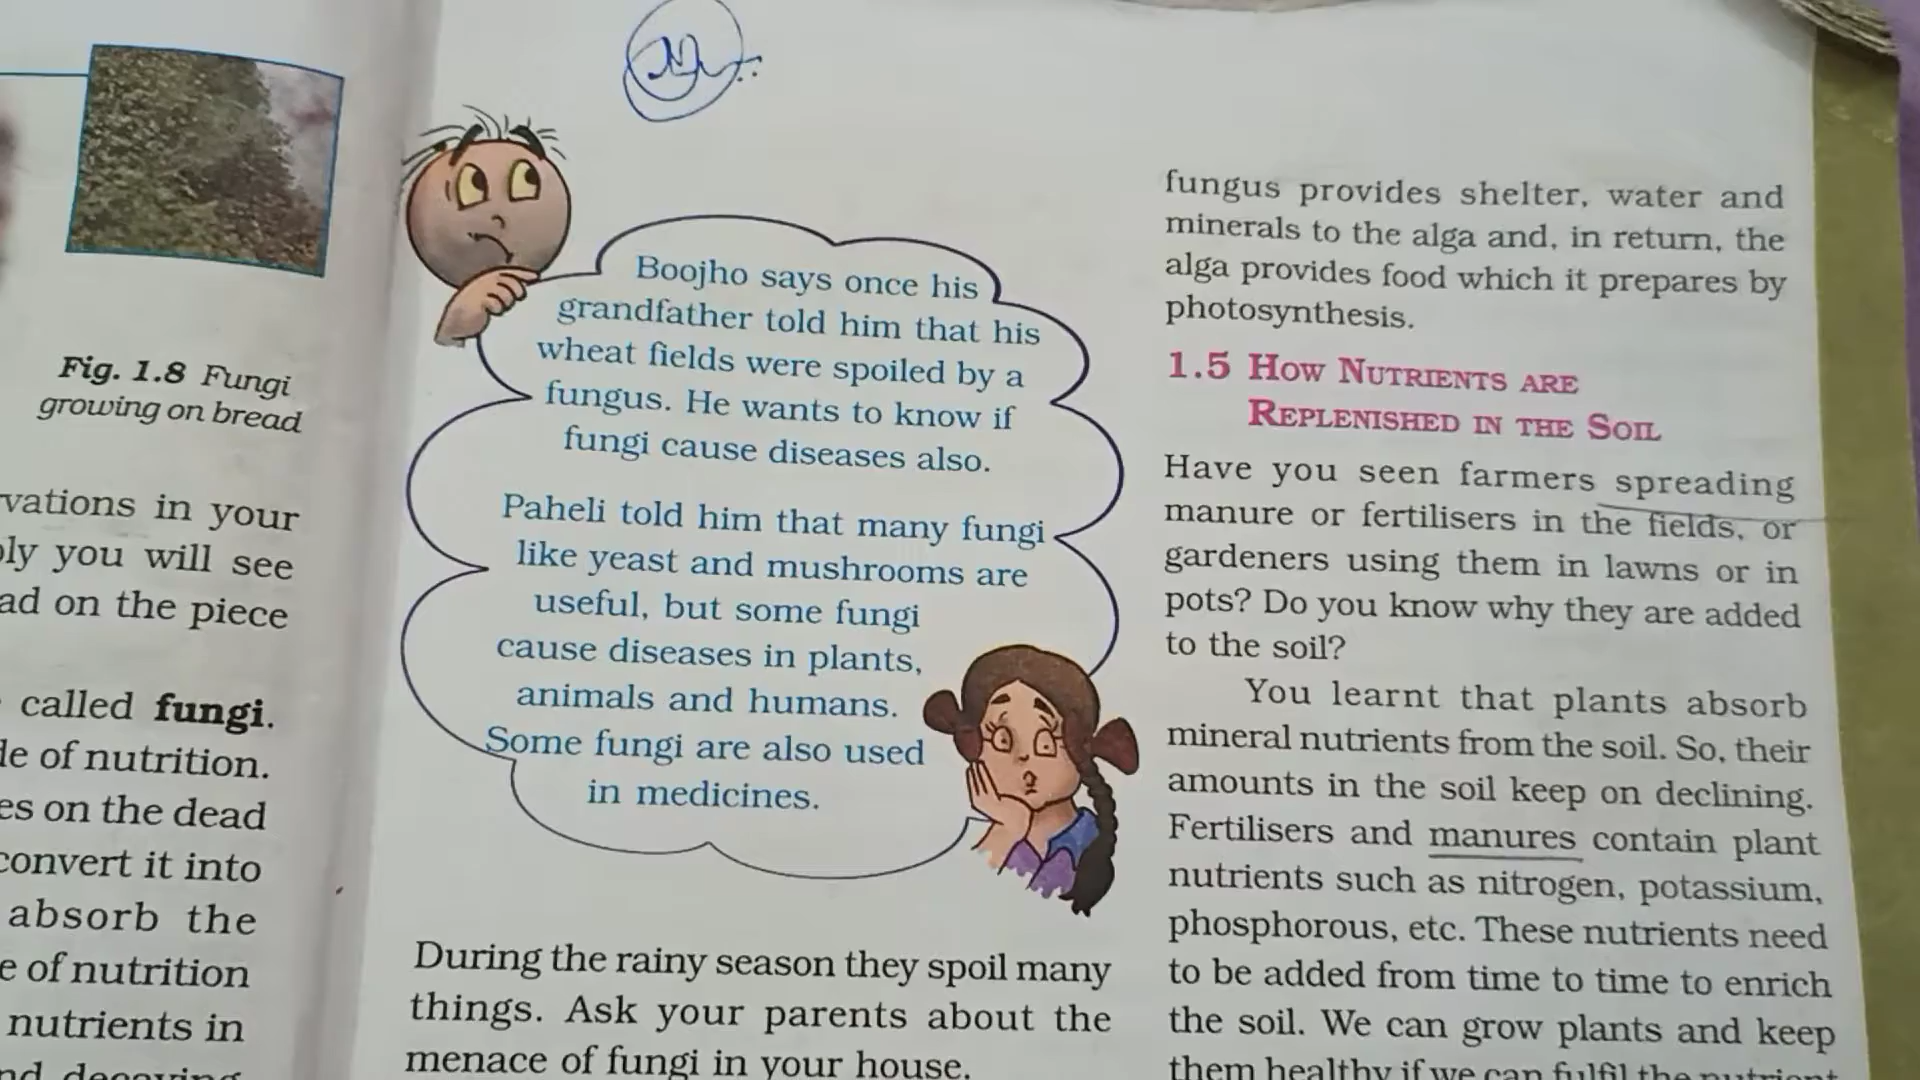 Fig. 1.8 Fungi
growing on bread
vations in your
ly you will see
ad on the piece
called fungi.
e of nutrition.
es on the dead
convert it into
absorb the
e of nutrition
nutrients in
Boojho says once his
grandfather told him that his
wheat fields were spoiled by a
fungus. He wants to know if
fungi cause diseases also.
Paheli told him that many fungi
like yeast and mushrooms are
useful, but some fungi
cause diseases in plants,
animals and humans.
Some fungi are also used
in medicines.
During the rainy season they spoil many
things. Ask your parents about the
menace of fungi in your house.
fungus provides shelter, water and
minerals to the alga and, in return, the
alga provides food which it prepares by
photosynthesis.
1.5 HOW NUTRIENTS ARE
REPLENISHED IN THE SOIL
Have you seen farmers spreading
manure or fertilisers in the fields, or
gardeners using them in lawns or in
pots? Do you know why they are added
to the soil?
You learnt that plants absorb
mineral nutrients from the soil. So, their
amounts in the soil keep on declining.
Fertilisers and manures contain plant
nutrients such as nitrogen, potassium,
phosphorous, etc. These nutrients need
to be added from time to time to enrich
the soil. We can grow plants and keep
them healthy if we can fulfil the nutrient